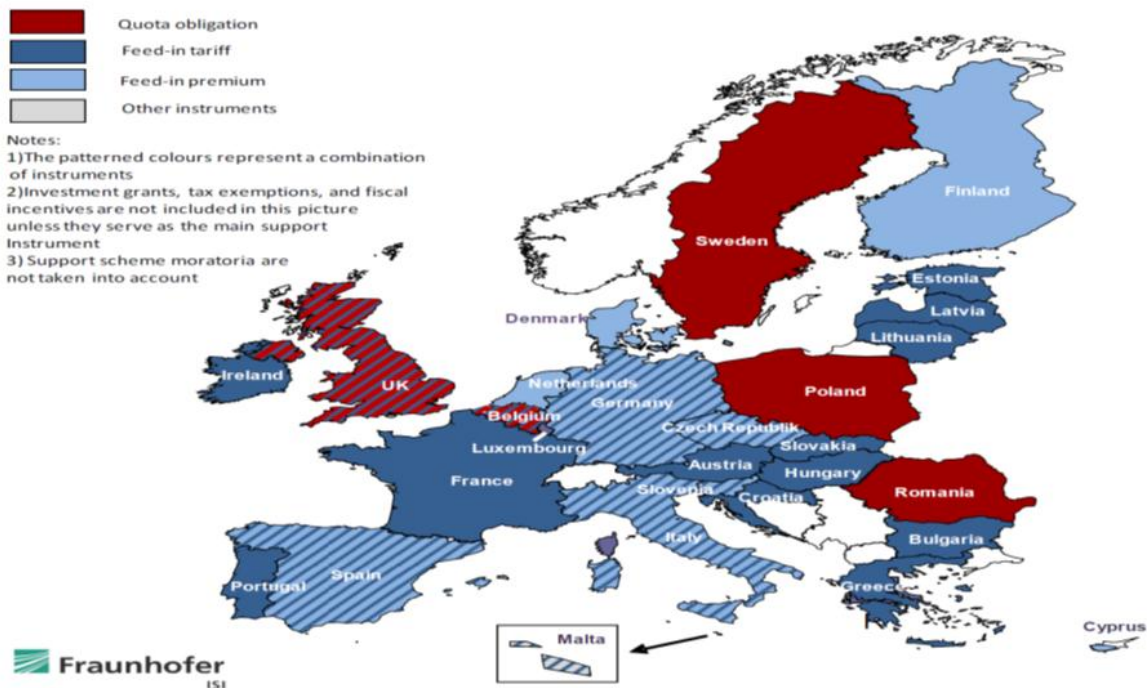 Quota obligation
Feed-in tariff
Feed-in premium
Other instruments
Notes:
1)The patterned colours represent a combination
of instruments
2)Investment grants, tax exemptions, and fiscal
incentives are not included in this picture
unless they serve as the main support
Instrument
3) Support scheme moratoria are
not taken into account
Finland
Sweden
Estonia
Latvia
Lithuania
Denmark
Ireland
UK
Netherlands
Germany
Poland
Belgium
Czech Republik
Luxembourg
Slovakia
Austria
Hungary
France
Slovenia
Croatia
Romania
Italy
Bulgaria
Portugal
Spain
Greece
Malta
Cyprus
Fraunhofer
ISI